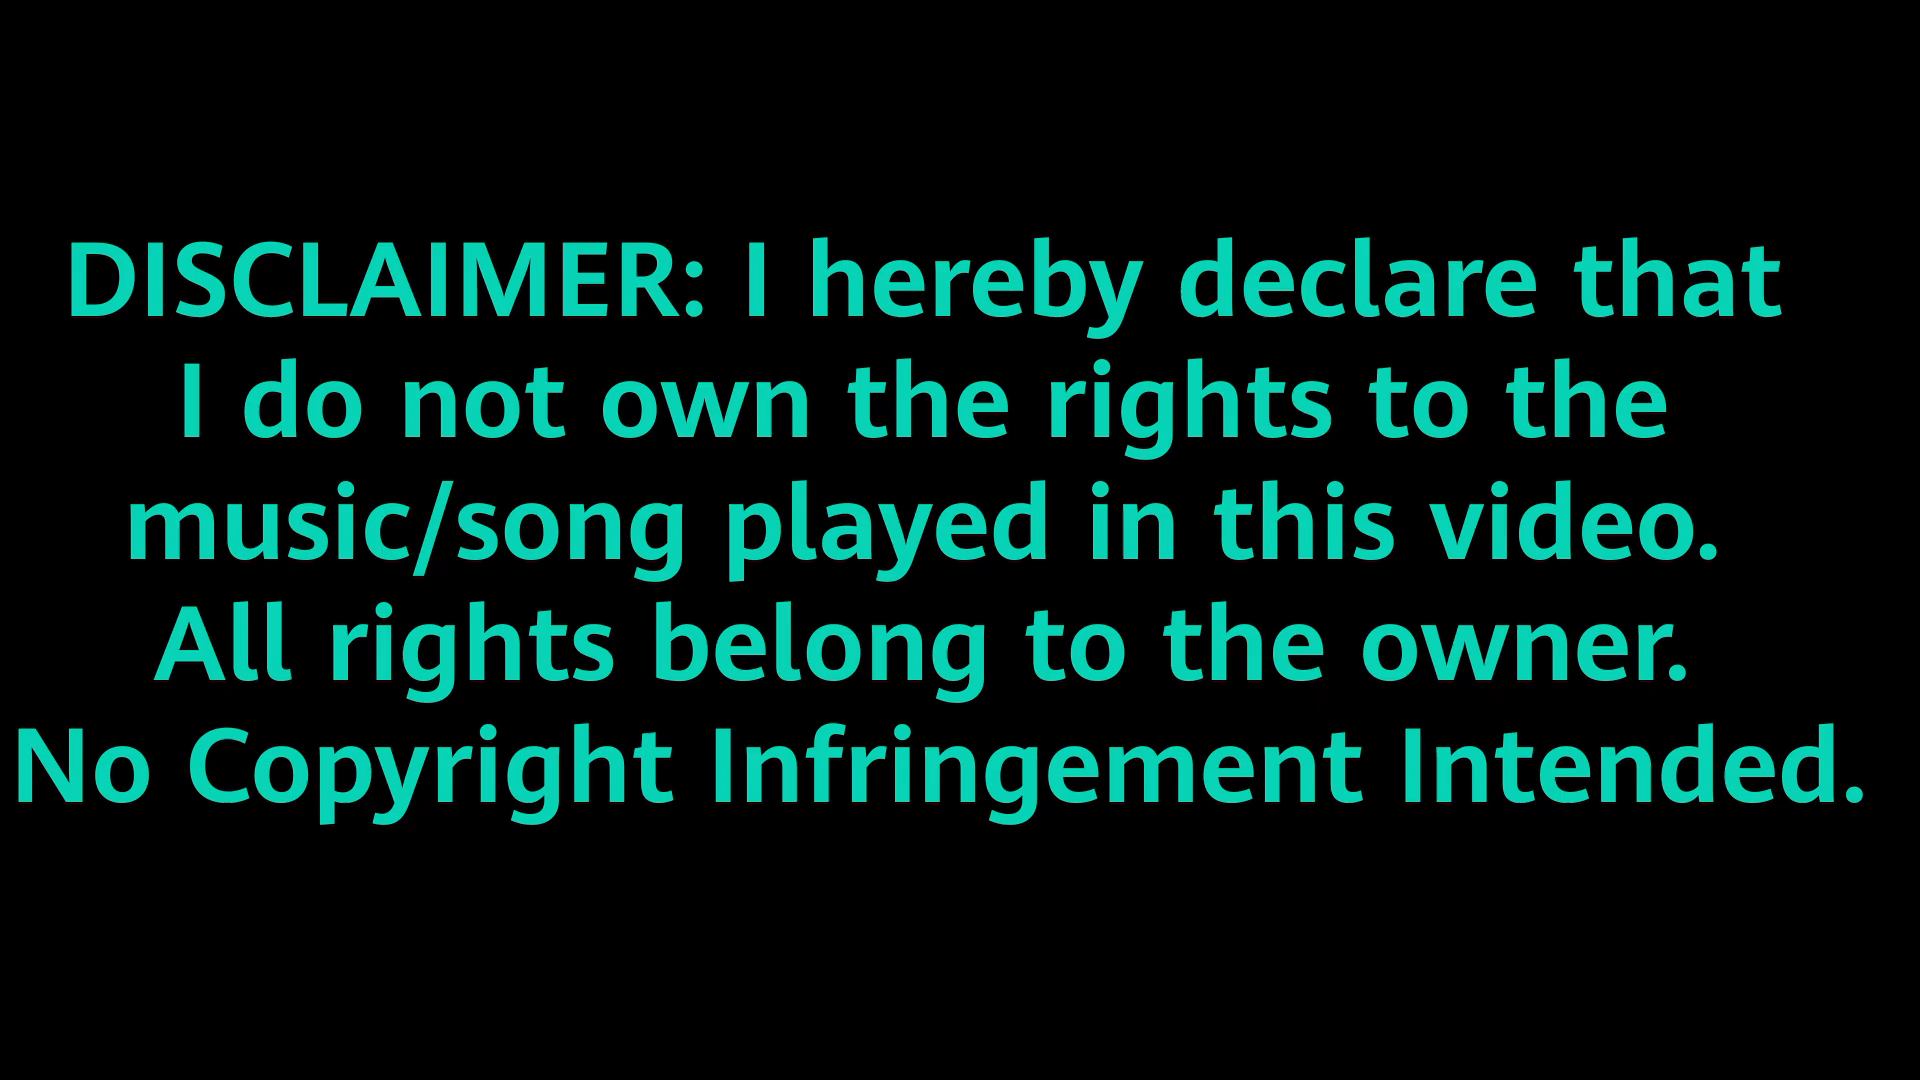 DISCLAIMER: I hereby declare that
I do not own the rights to the
music/song played in this video.
All rights belong to the owner.
No Copyright Infringement Intended.